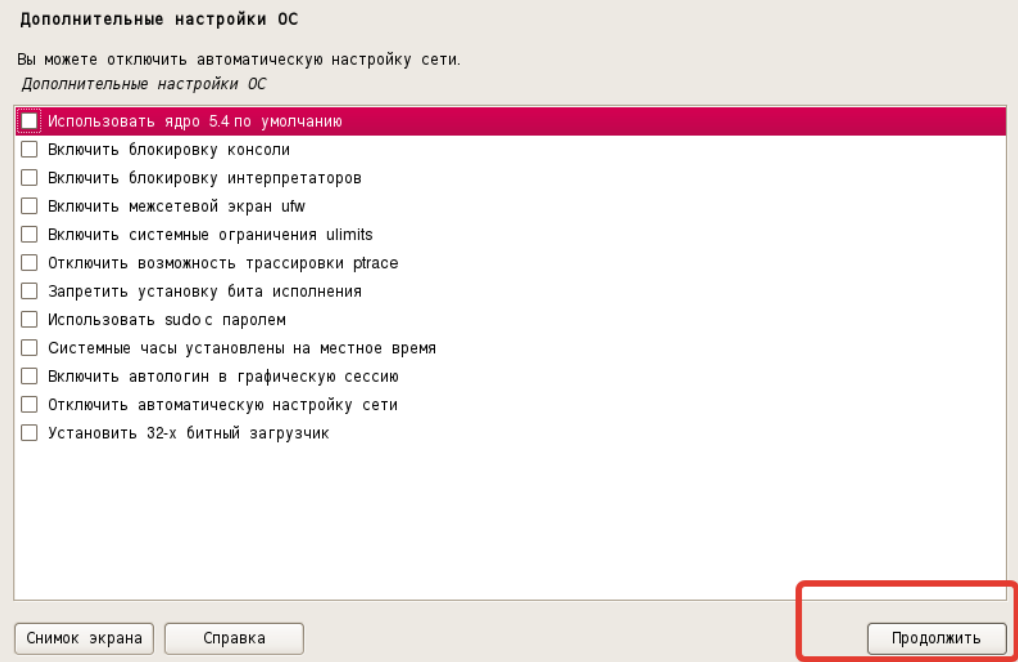 Дополнительные настройки ОС
Вы можете отключить автоматическую настройку сети.
Дополнительные настройки ОС
Использовать ядро 5.4 по умолчанию
Включить блокировку консоли
Включить блокировку интерпретаторов
Включить межсетевой экран ufw
Включить системные ограничения ulimits
Отключить возможность трассировки ptrace
Запретить установку бита исполнения
Использовать sudo с паролем
Системные часы установлены на местное время
Включить автологин в графическую сессию
Отключить автоматическую настройку сети
Установить 32-х битный загрузчик
Снимок экрана Справка Продолжить